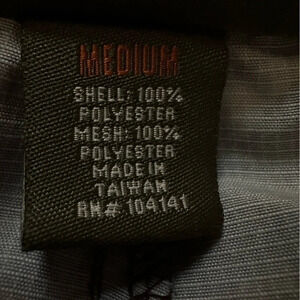 MEDIUM
SHELL: 100%
POLYESTER
MESH: 100%
POLYESTER
MADE IN
TAIWAN
RN# 104141